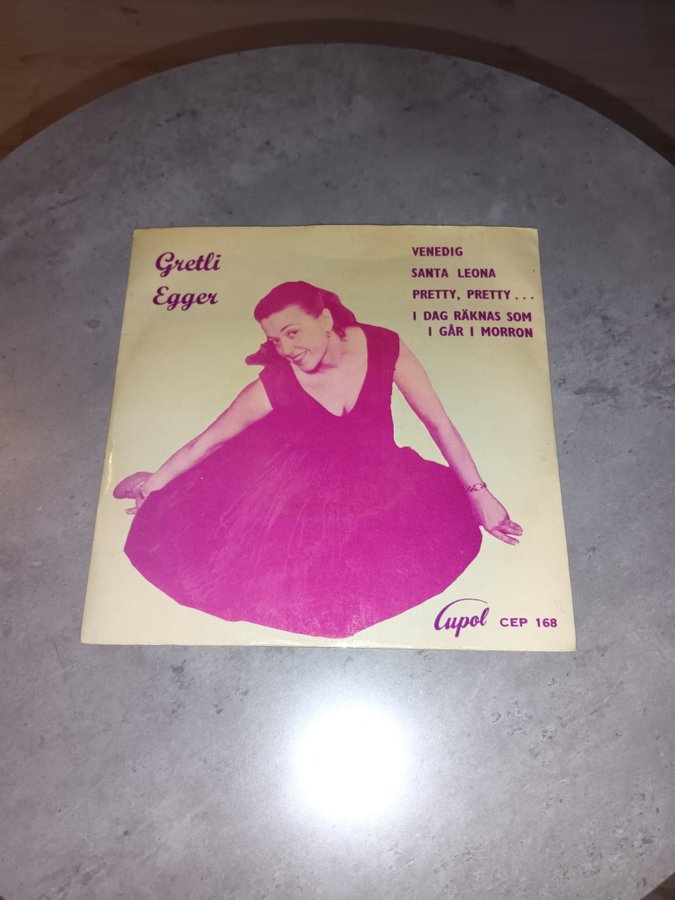 Gretli
Egger
VENEDIG
SANTA LEONA
PRETTY, PRETTY...
I DAG RÄKNAS SOM
I GÅR I MORRON
Cupol CEP 168